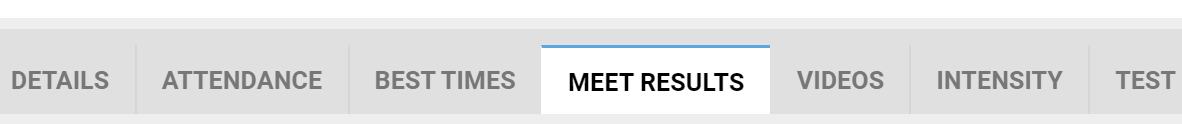 DETAILS ATTENDANCE BEST TIMES MEET RESULTS VIDEOS INTENSITY TEST